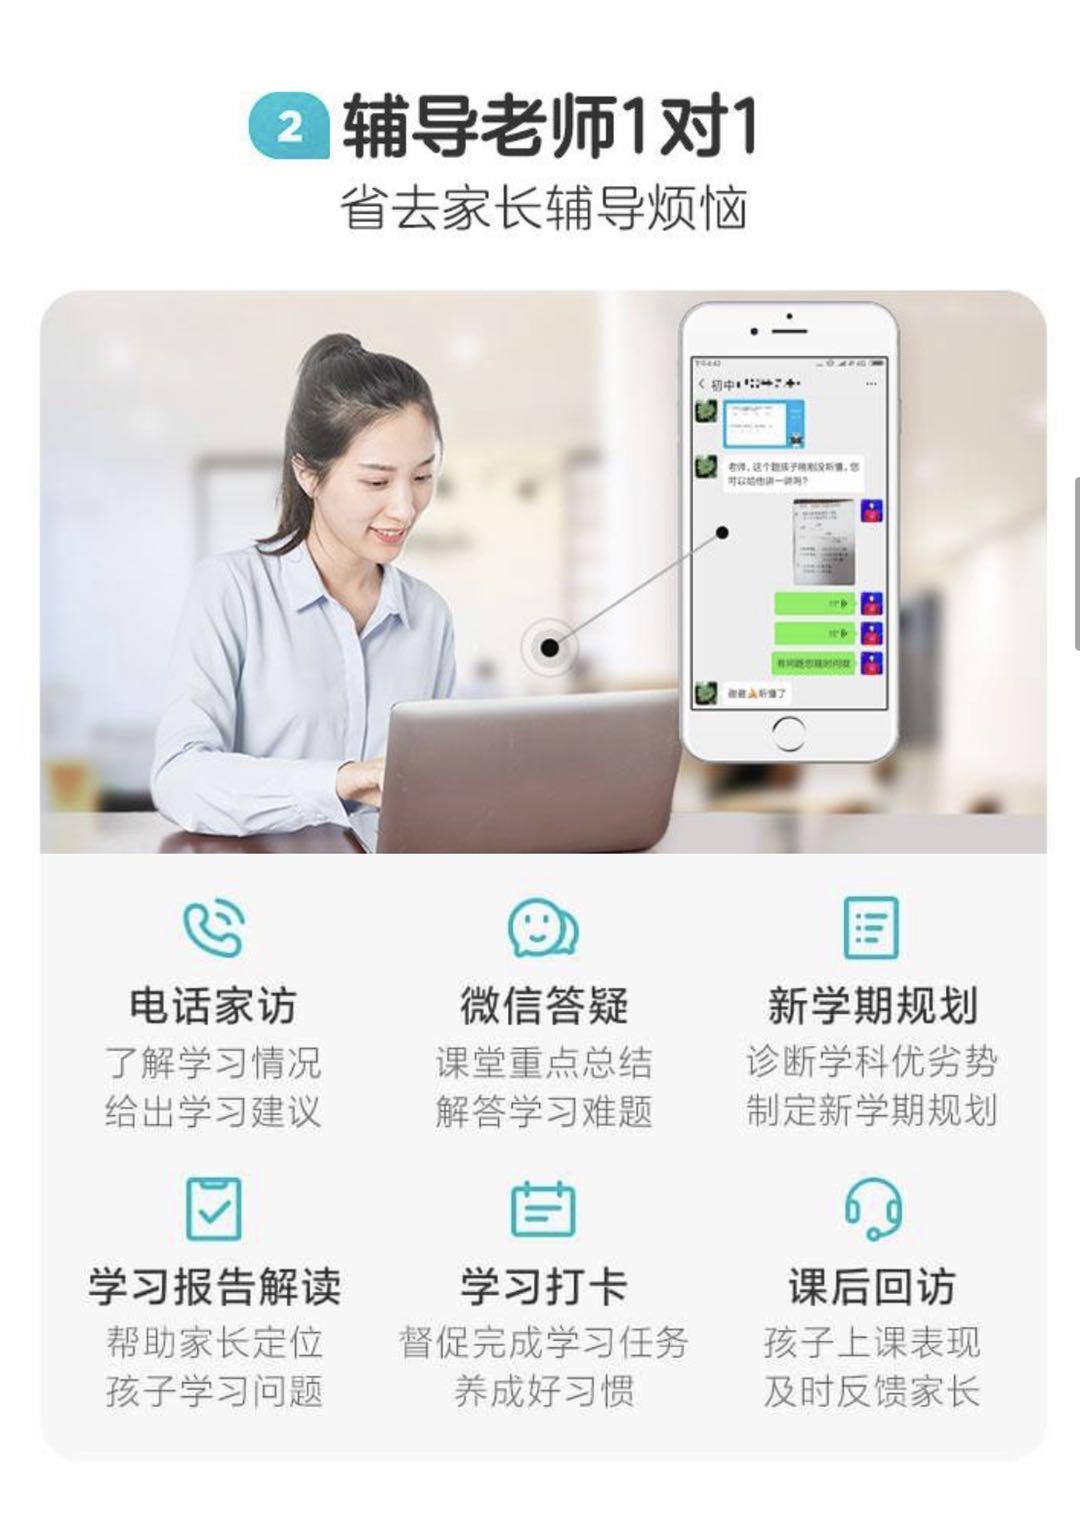 2
辅导老师1对1
省去家长辅导烦恼
初中
老师，这个题孩子刚刚没听懂，您
可以给他讲一讲吗？
有问题您随时问我
谢谢🙏听懂了
电话家访
了解学习情况
给出学习建议
微信答疑
课堂重点总结
解答学习难题
新学期规划
诊断学科优劣势
制定新学期规划
学习报告解读
帮助家长定位
孩子学习问题
学习打卡
督促完成学习任务
养成好习惯
课后回访
孩子上课表现
及时反馈家长